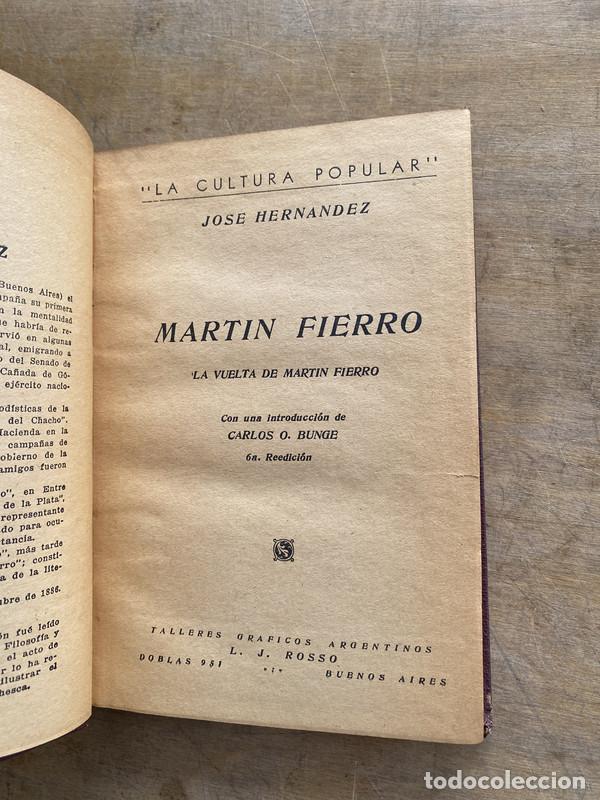 Z
Buenos Aires) el
paña su primera
n la mentalidad
e habría de re-
rvió en algunas
al, emigrando a
o del Senado de
Cañada de Gó-
ejército nacio-
odísticas de la
del Chacho".
Hacienda en la
campañas de
obierno de la
amigos fueron
o", en Entre
de la Plata",
representante
do para ocu-
tancia.
o", más tarde
rro"; consti-
a de la lite-
ubre de 1886.
ón fué leído
Filosofía y
el acto de
r lo ha re-
ilustrar el
hesca.
"LA CULTURA POPULAR"
JOSE HERNANDEZ
MARTIN FIERRO
LA VUELTA DE MARTIN FIERRO
Con una introducción de
CARLOS O. BUNGE
6a. Reedición
TALLERES GRAFICOS ARGENTINOS
L. J. ROSSO
DOBLAS 951 BUENOS AIRES
todocoleccion